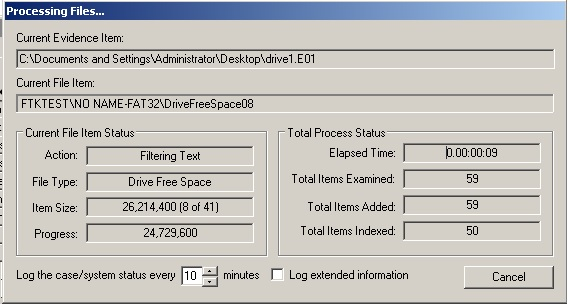 Processing Files...
Current Evidence Item:
C:\Documents and Settings\Administrator\Desktop\drive1.E01
Current File Item:
FTKTEST\NO NAME-FAT32\DriveFreeSpace08
Current File Item Status
Action: Filtering Text
File Type: Drive Free Space
Item Size: 26,214,400 (8 of 41)
Progress: 24,729,600
Total Process Status
Elapsed Time: 0.00:00:09
Total Items Examined: 59
Total Items Added: 59
Total Items Indexed: 50
Log the case/system status every 10 minutes
Log extended information
Cancel